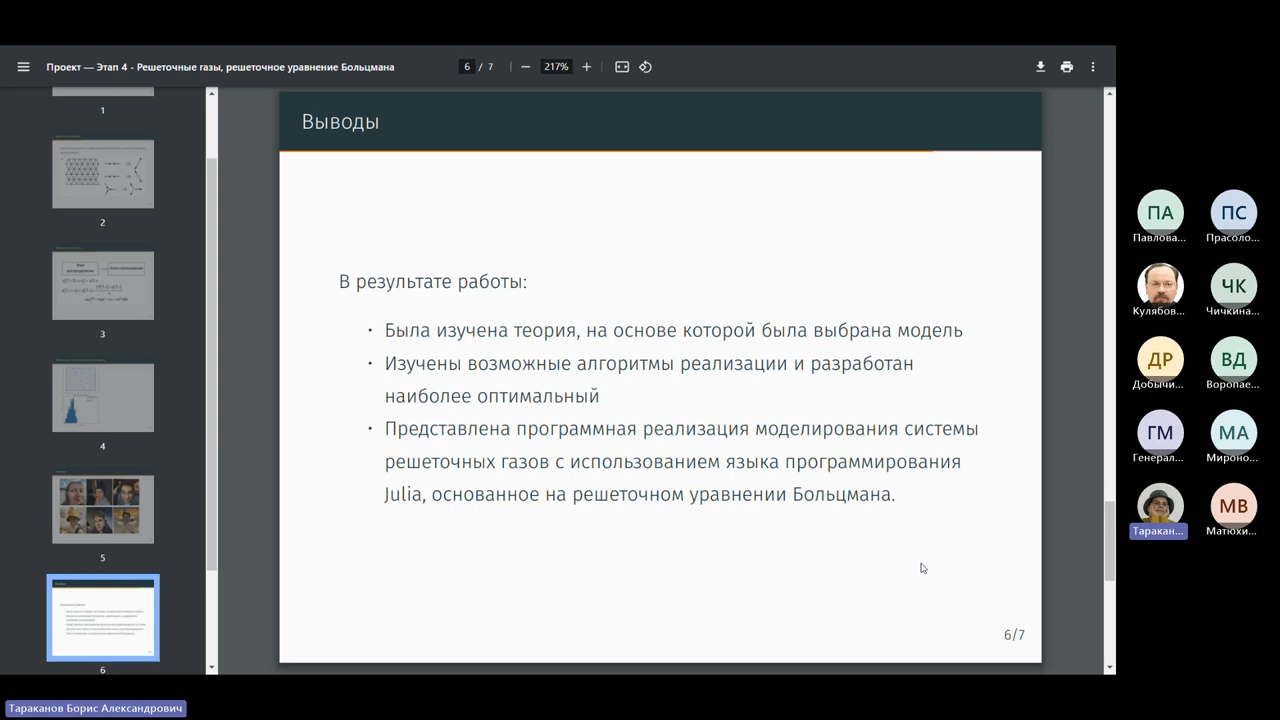 Проект — Этап 4 - Решеточные газы, решеточное уравнение Больцмана
6 / 7
217%
1
2
3
4
5
6
Выводы
В результате работы:
• Была изучена теория, на основе которой была выбрана модель
• Изучены возможные алгоритмы реализации и разработан
наиболее оптимальный
• Представлена программная реализация моделирования системы
решеточных газов с использованием языка программирования
Julia, основанное на решеточном уравнении Больцмана.
6/7
ПА
Павлова...
ПС
Прасоло...
Кулябов...
ЧК
Чичкина...
ДР
Добычи...
ВД
Воропае...
ГМ
Генерал...
МА
Мироно...
Таракан...
МВ
Матюхи...
Тараканов Борис Александрович